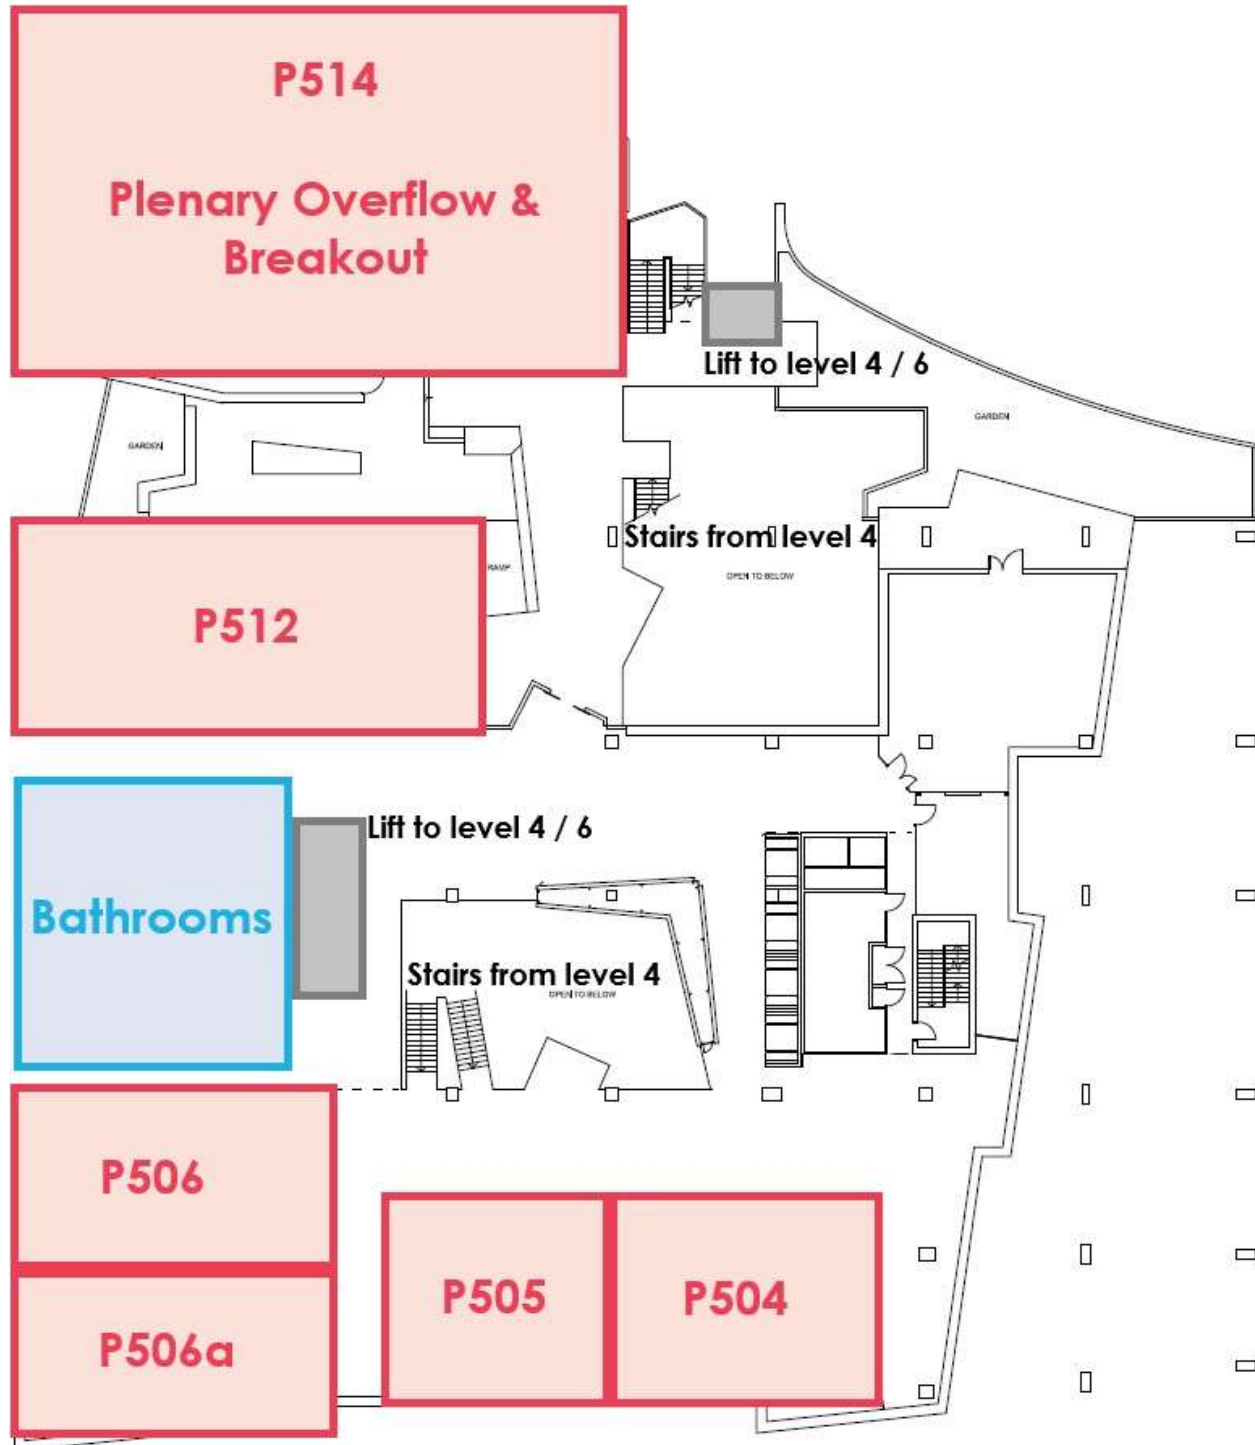 P514
Plenary Overflow &
Breakout
Lift to level 4 / 6
GARDEN
GARDEN
Stairs from level 4
RAMP
OPEN TO BELOW
P512
Lift to level 4 / 6
Bathrooms
Stairs from level 4
OPEN TO BELOW
P506
P505
P504
P506a